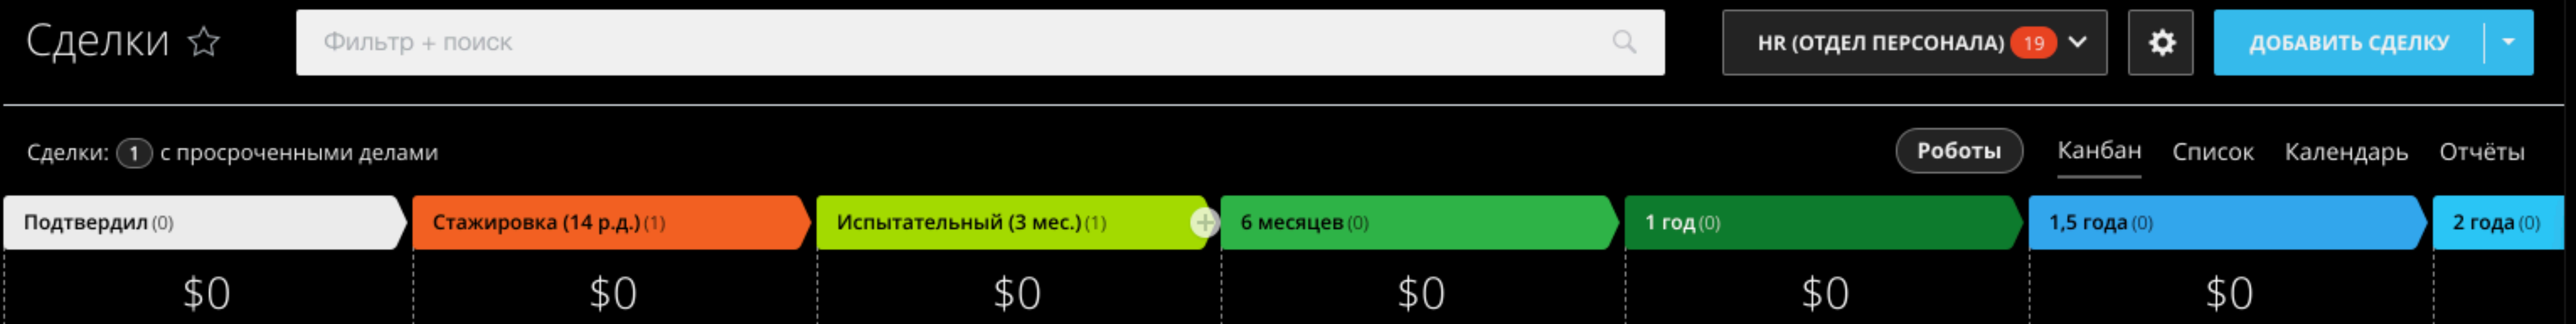 Сделки
Фильтр + поиск
HR (ОТДЕЛ ПЕРСОНАЛА) 19
ДОБАВИТЬ СДЕЛКУ
Сделки: 1 с просроченными делами
Роботы Канбан Список Календарь Отчёты
Подтвердил (0)
Стажировка (14 р.д.) (1)
Испытательный (3 мес.) (1)
6 месяцев (0)
1 год (0)
1,5 года (0)
2 года (0)
$0 $0 $0 $0 $0 $0